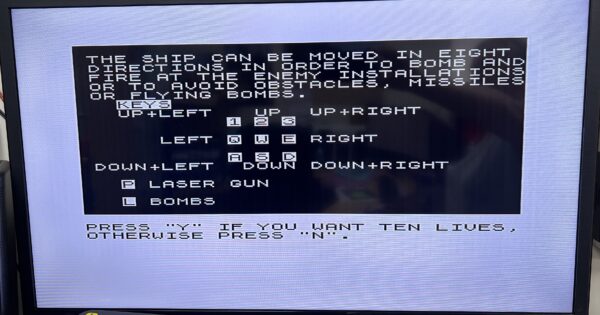 THE SHIP CAN BE MOVED IN EIGHT
DIRECTIONS IN ORDER TO BOMB AND
FIRE AT THE ENEMY INSTALLATIONS
OR TO AVOID OBSTACLES, MISSILES
OR FLYING BOMBS.
KEYS
UP+LEFT UP UP+RIGHT
1 2 3
LEFT Q W E RIGHT
A S D
DOWN+LEFT DOWN DOWN+RIGHT
P LASER GUN
L BOMBS
PRESS "Y" IF YOU WANT TEN LIVES,
OTHERWISE PRESS "N".